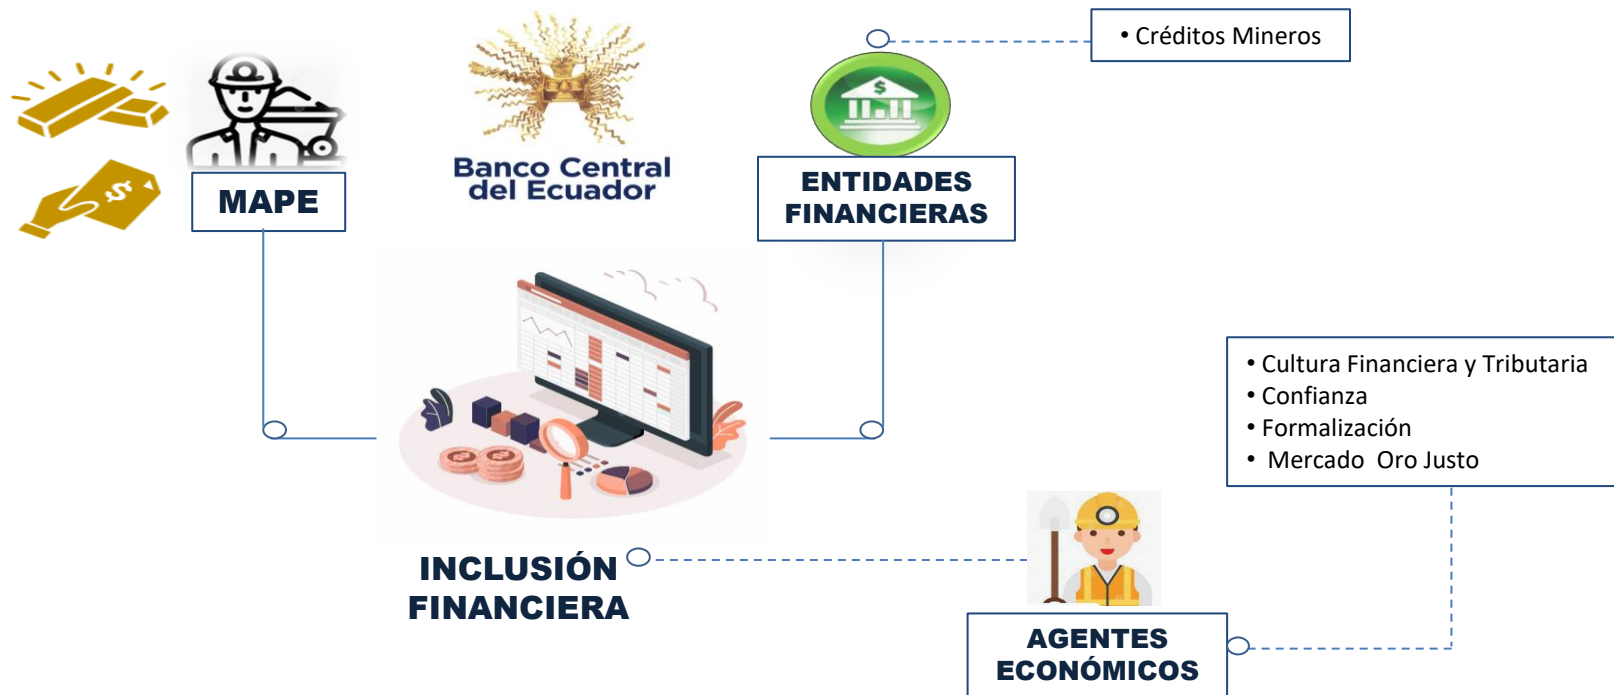 • Créditos Mineros
Banco Central
del Ecuador
MAPE
ENTIDADES
FINANCIERAS
• Cultura Financiera y Tributaria
• Confianza
• Formalización
• Mercado Oro Justo
INCLUSIÓN
FINANCIERA
AGENTES
ECONÓMICOS